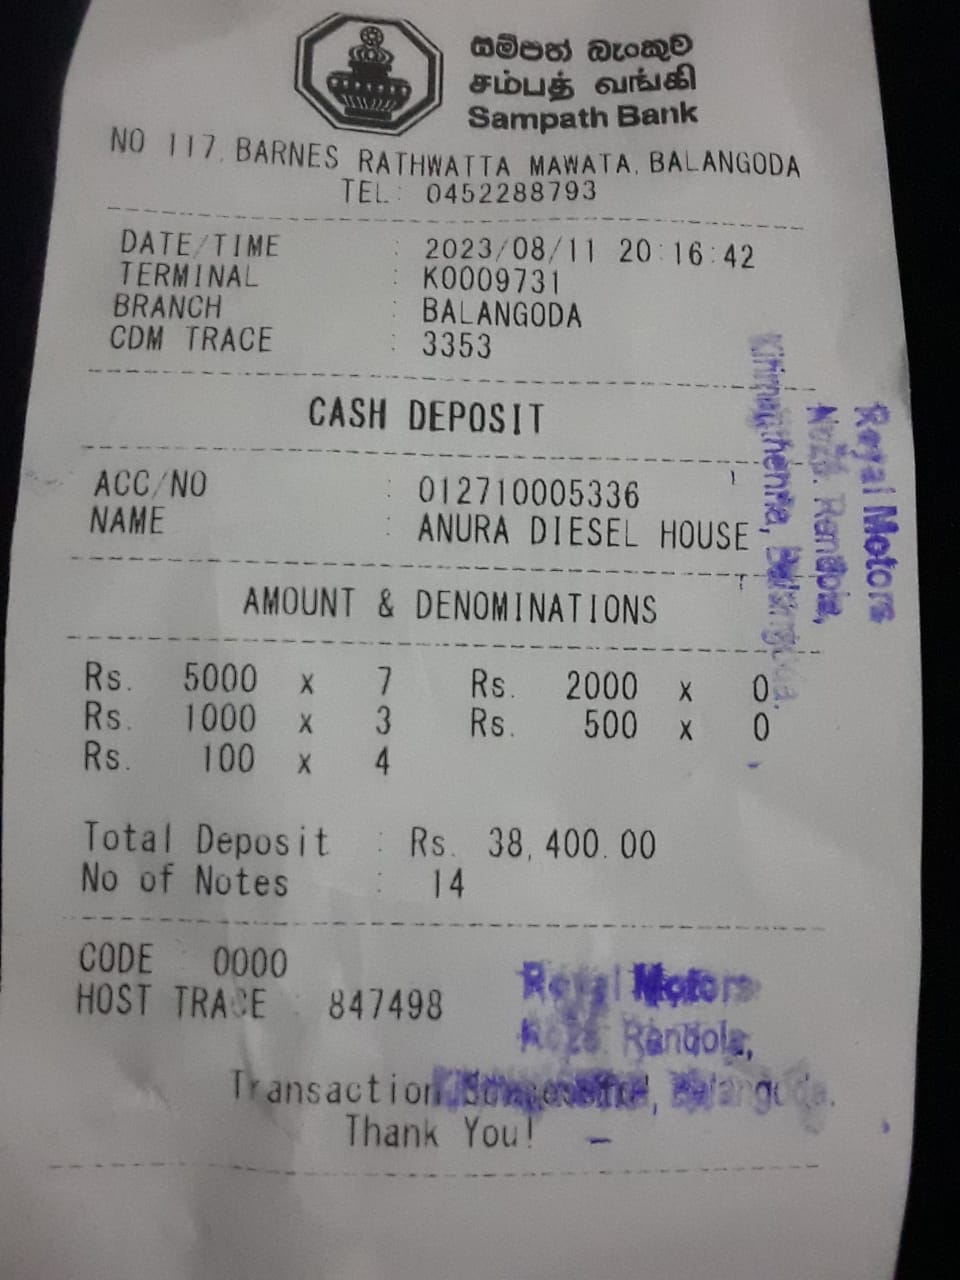 සම්පත් බැංකුව
சம்பத் வங்கி
Sampath Bank
NO 117, BARNES RATHWATTA MAWATA, BALANGODA
TEL: 0452288793
DATE/TIME : 2023/08/11 20:16:42
TERMINAL : K0009731
BRANCH : BALANGODA
CDM TRACE : 3353
CASH DEPOSIT
ACC/NO : 012710005336
NAME : ANURA DIESEL HOUSE
AMOUNT & DENOMINATIONS
Rs. 5000 x 7 Rs. 2000 x 0
Rs. 1000 x 3 Rs. 500 x 0
Rs. 100 x 4
Total Deposit : Rs. 38,400.00
No of Notes : 14
CODE : 0000
HOST TRACE : 847498
Transaction
Thank You!
Royal Motors
Randola,
Balangoda.
Royal Motors
Randola,
Balangoda.